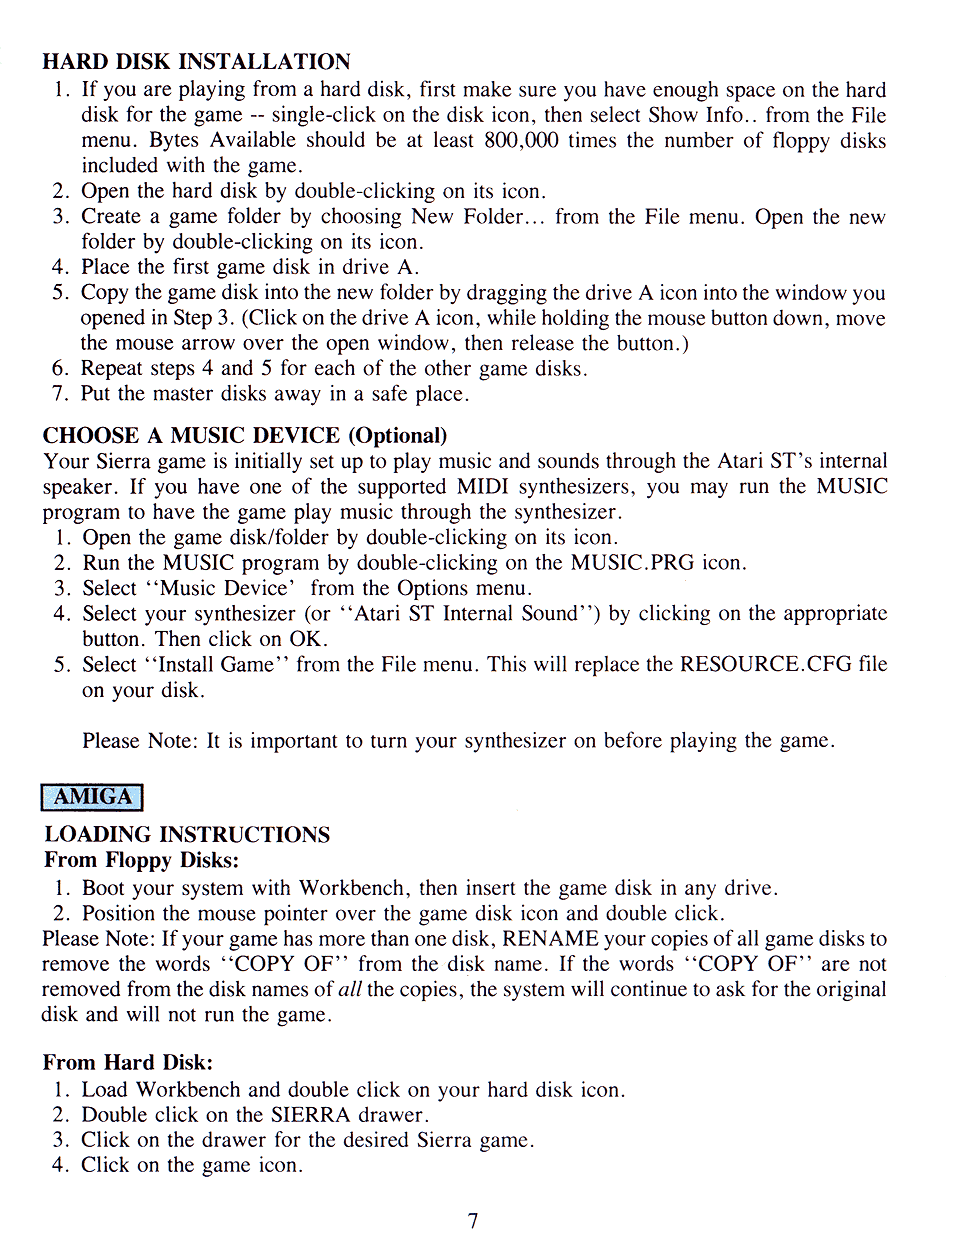 HARD DISK INSTALLATION
1. If you are playing from a hard disk, first make sure you have enough space on the hard
disk for the game -- single-click on the disk icon, then select Show Info.. from the File
menu. Bytes Available should be at least 800,000 times the number of floppy disks
included with the game.
2. Open the hard disk by double-clicking on its icon.
3. Create a game folder by choosing New Folder... from the File menu. Open the new
folder by double-clicking on its icon.
4. Place the first game disk in drive A.
5. Copy the game disk into the new folder by dragging the drive A icon into the window you
opened in Step 3. (Click on the drive A icon, while holding the mouse button down, move
the mouse arrow over the open window, then release the button.)
6. Repeat steps 4 and 5 for each of the other game disks.
7. Put the master disks away in a safe place.
CHOOSE A MUSIC DEVICE (Optional)
Your Sierra game is initially set up to play music and sounds through the Atari ST's internal
speaker. If you have one of the supported MIDI synthesizers, you may run the MUSIC
program to have the game play music through the synthesizer.
1. Open the game disk/folder by double-clicking on its icon.
2. Run the MUSIC program by double-clicking on the MUSIC.PRG icon.
3. Select ‘‘Music Device’ from the Options menu.
4. Select your synthesizer (or ‘‘Atari ST Internal Sound’’) by clicking on the appropriate
button. Then click on OK.
5. Select ‘‘Install Game’’ from the File menu. This will replace the RESOURCE.CFG file
on your disk.
Please Note: It is important to turn your synthesizer on before playing the game.
AMIGA
LOADING INSTRUCTIONS
From Floppy Disks:
1. Boot your system with Workbench, then insert the game disk in any drive.
2. Position the mouse pointer over the game disk icon and double click.
Please Note: If your game has more than one disk, RENAME your copies of all game disks to
remove the words ‘‘COPY OF’’ from the disk name. If the words ‘‘COPY OF’’ are not
removed from the disk names of all the copies, the system will continue to ask for the original
disk and will not run the game.
From Hard Disk:
1. Load Workbench and double click on your hard disk icon.
2. Double click on the SIERRA drawer.
3. Click on the drawer for the desired Sierra game.
4. Click on the game icon.
7